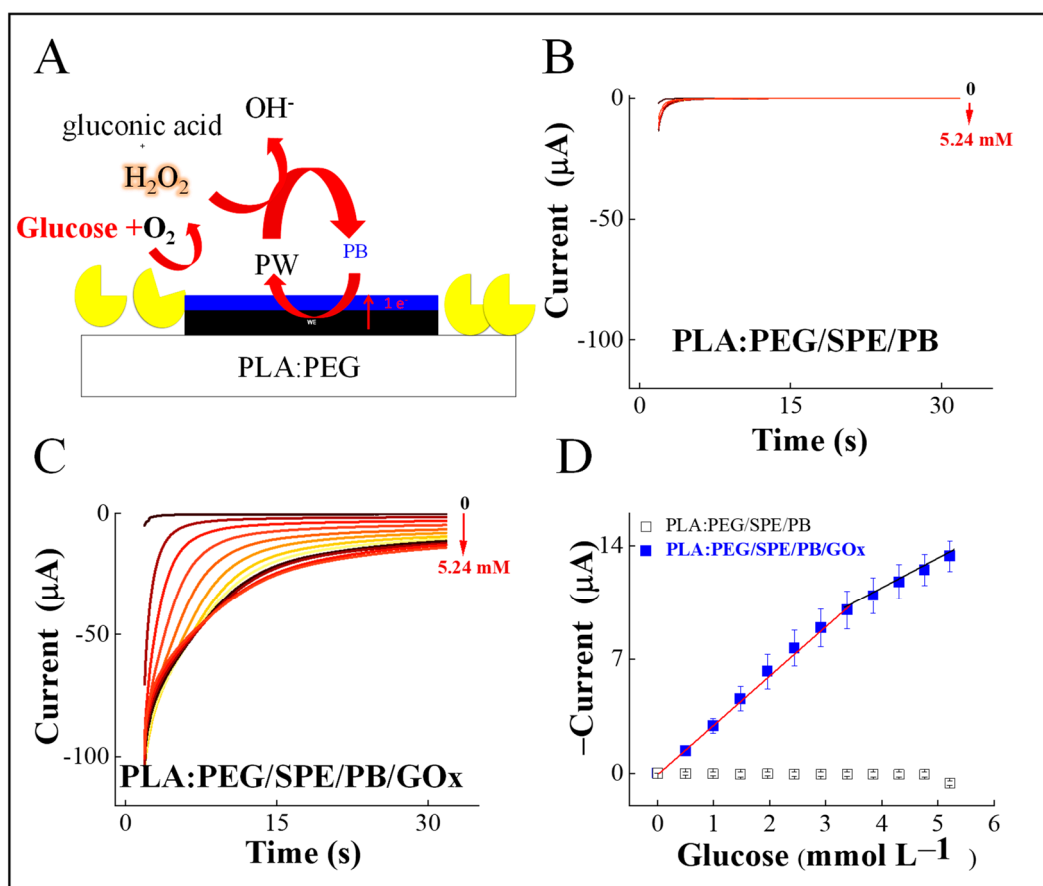 A
OH-
gluconic acid
+
H2O2
Glucose +O2
PW
PB
1 e-
WE
PLA:PEG
B
0
-50
-100
Current (μA)
0
5.24 mM
PLA:PEG/SPE/PB
0
15
30
Time (s)
C
0
-50
-100
Current (μA)
0
5.24 mM
PLA:PEG/SPE/PB/GOx
0
30
Time (s)
D
14
7
0
−Current (μA)
PLA:PEG/SPE/PB
PLA:PEG/SPE/PB/GOx
0 1 2 3 4 5 6
Glucose (mmol L−1 )